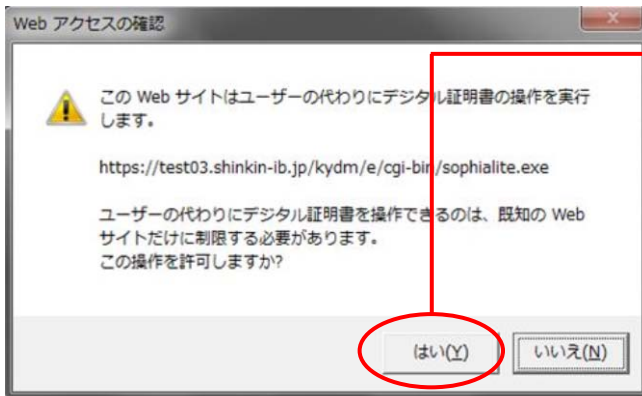 Web アクセスの確認
この Web サイトはユーザーの代わりにデジタル証明書の操作を実行
します。
https://test03.shinkin-ib.jp/kydm/e/cgi-bin/sophialite.exe
ユーザーの代わりにデジタル証明書を操作できるのは、既知の Web
サイトだけに制限する必要があります。
この操作を許可しますか?
はい(Y) いいえ(N)